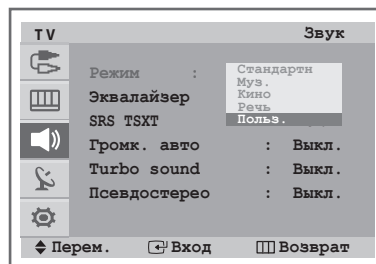 TV Звук
Режим : Стандартн
Муз.
Эквалайзер Кино
Речь
SRS TSXT Польз.
Громк. авто : Выкл.
Turbo sound : Выкл.
Псевдостерео : Выкл.
Перем. Вход Возврат